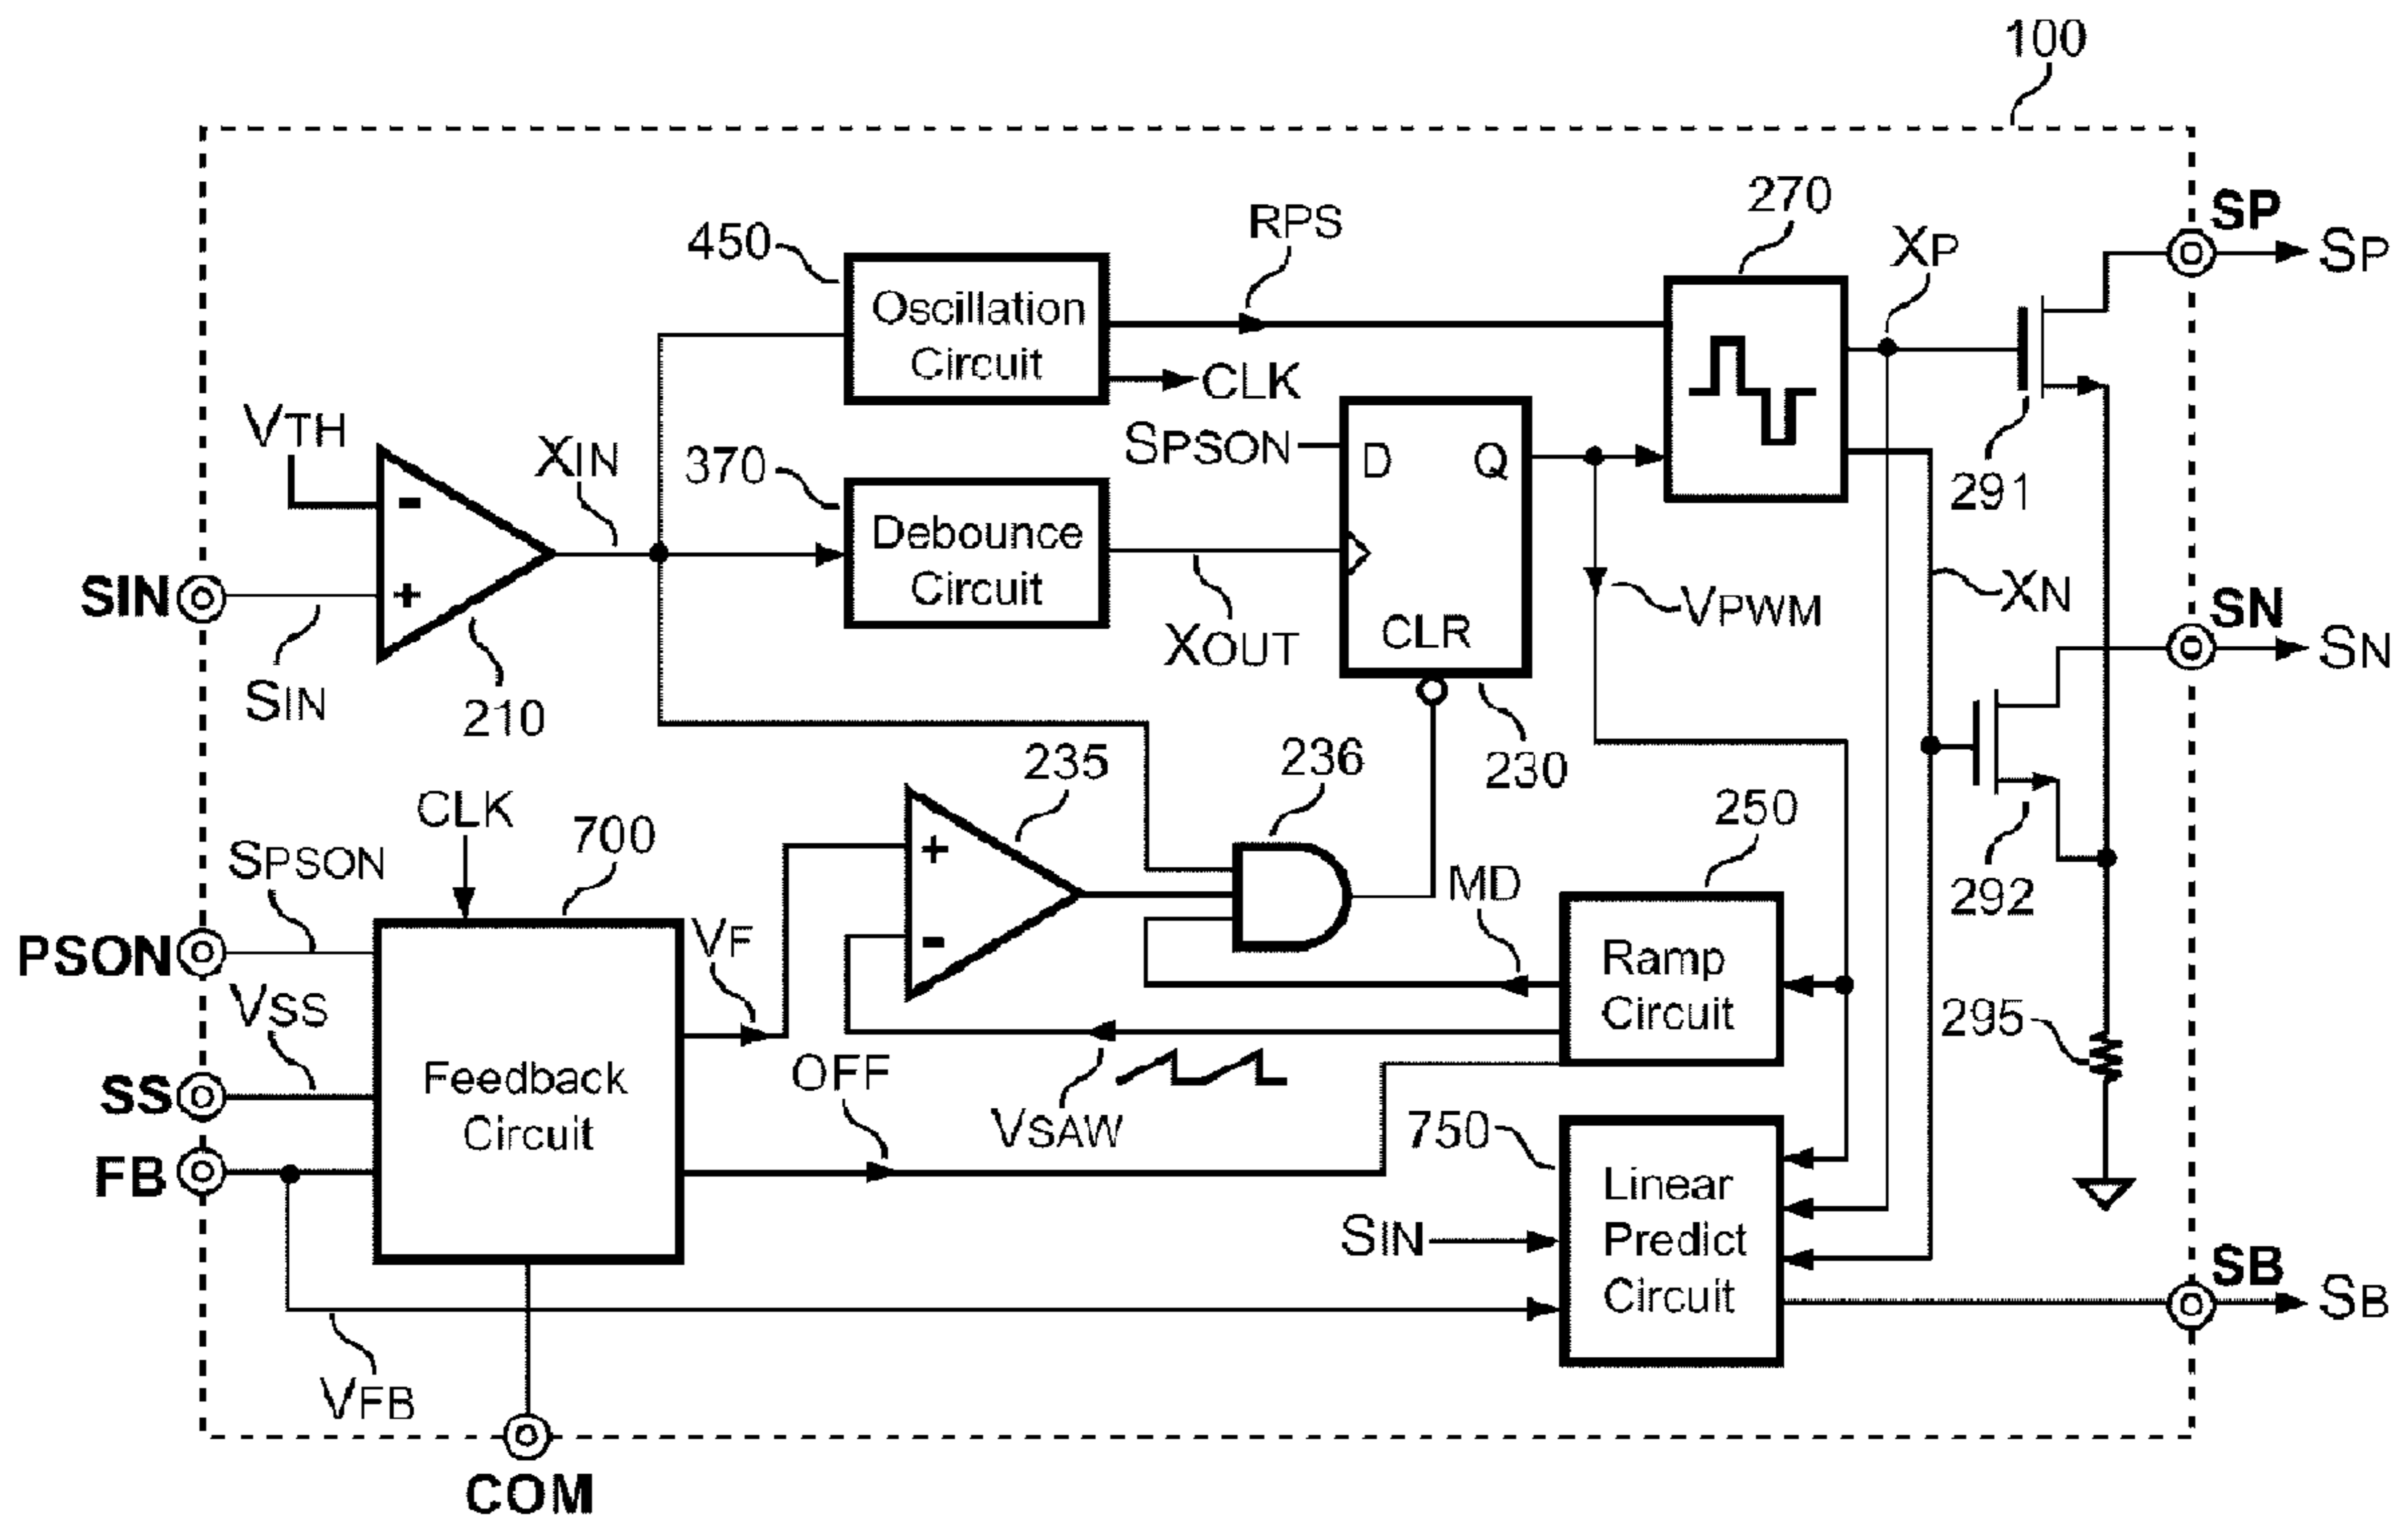 100
270
RPS
XP
SP
SP
450
Oscillation
Circuit
CLK
291
VTH
XIN
370
SPSON
D
Q
Debounce
Circuit
VPWM
XN
SN
SN
SIN
-
+
SIN
210
XOUT
CLR
230
235
236
250
292
CLK
700
SPSON
+
-
MD
Ramp
Circuit
295
PSON
VF
VSS
SS
Feedback
Circuit
OFF
VSAW
750
FB
SIN
Linear
Predict
Circuit
SB
SB
VFB
COM